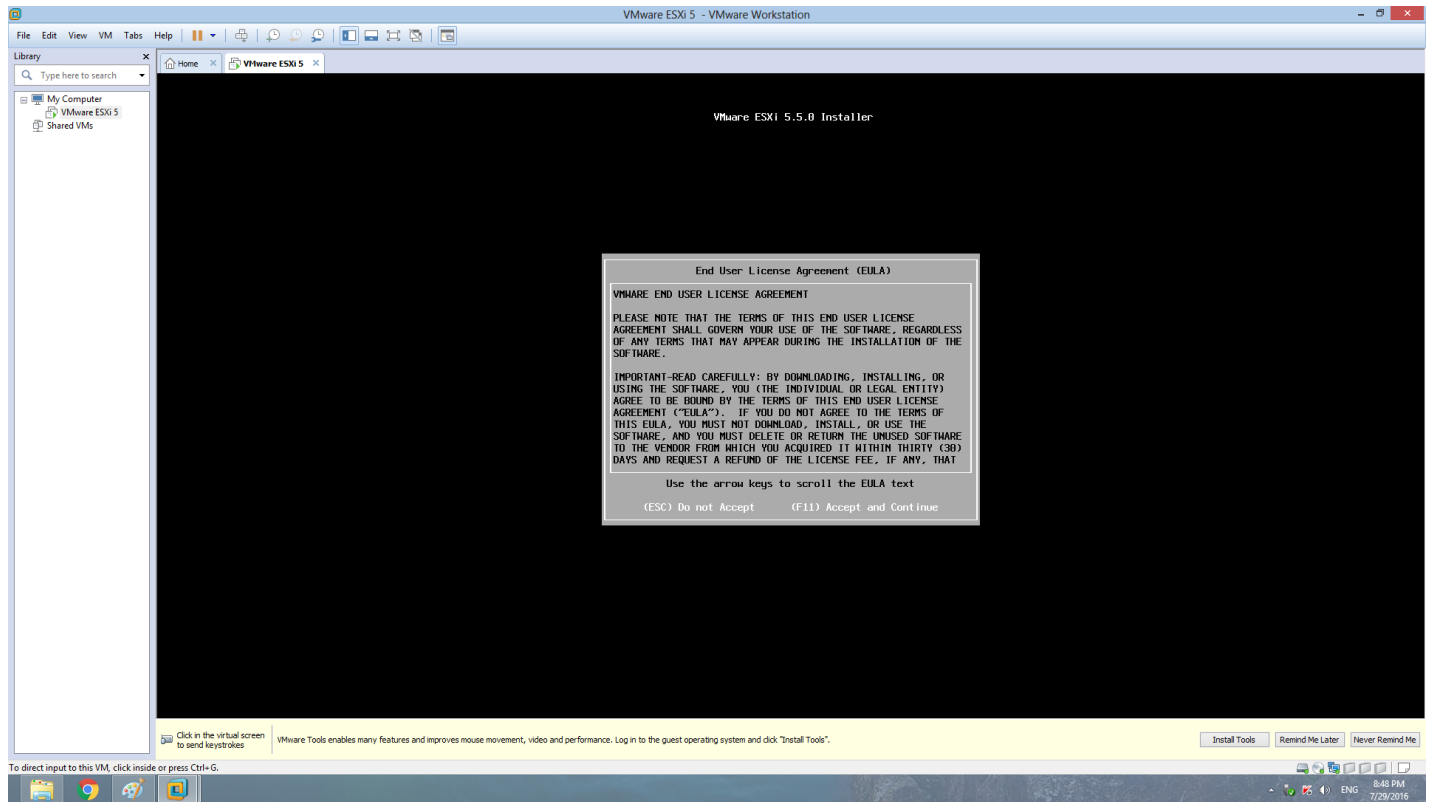 VMware ESXi 5 - VMware Workstation
File Edit View VM Tabs Help
Library
Type here to search
My Computer
VMware ESXi 5
Shared VMs
Home
VMware ESXi 5
VMware ESXi 5.5.0 Installer
End User License Agreement (EULA)
VMWARE END USER LICENSE AGREEMENT
PLEASE NOTE THAT THE TERMS OF THIS END USER LICENSE
AGREEMENT SHALL GOVERN YOUR USE OF THE SOFTWARE, REGARDLESS
OF ANY TERMS THAT MAY APPEAR DURING THE INSTALLATION OF THE
SOFTWARE.
IMPORTANT-READ CAREFULLY: BY DOWNLOADING, INSTALLING, OR
USING THE SOFTWARE, YOU (THE INDIVIDUAL OR LEGAL ENTITY)
AGREE TO BE BOUND BY THE TERMS OF THIS END USER LICENSE
AGREEMENT ("EULA"). IF YOU DO NOT AGREE TO THE TERMS OF
THIS EULA, YOU MUST NOT DOWNLOAD, INSTALL, OR USE THE
SOFTWARE, AND YOU MUST DELETE OR RETURN THE UNUSED SOFTWARE
TO THE VENDOR FROM WHICH YOU ACQUIRED IT WITHIN THIRTY (30)
DAYS AND REQUEST A REFUND OF THE LICENSE FEE, IF ANY, THAT
Use the arrow keys to scroll the EULA text
(ESC) Do not Accept (F11) Accept and Continue
Click in the virtual screen
to send keystrokes
VMware Tools enables many features and improves mouse movement, video and performance. Log in to the guest operating system and click "Install Tools".
Install Tools
Remind Me Later
Never Remind Me
To direct input to this VM, click inside or press Ctrl+G.
ENG
8:48 PM
7/29/2016